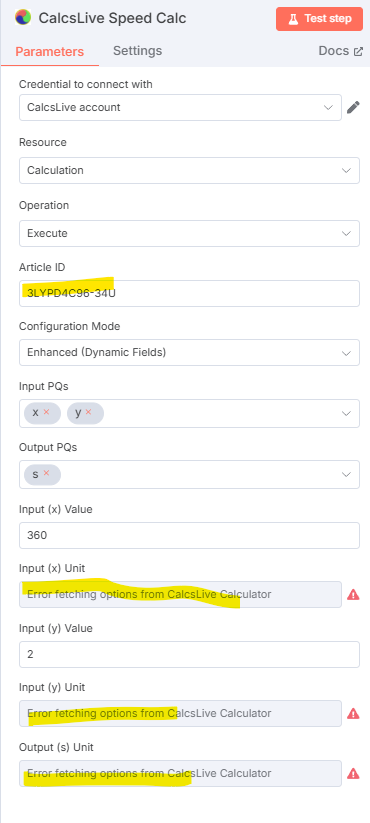 CalcsLive Speed Calc
Test step
Parameters
Settings
Docs
Credential to connect with
CalcsLive account
Resource
Calculation
Operation
Execute
Article ID
3LYPD4C96-34U
Configuration Mode
Enhanced (Dynamic Fields)
Input PQs
x × y ×
Output PQs
s ×
Input (x) Value
360
Input (x) Unit
Error fetching options from CalcsLive Calculator
Input (y) Value
2
Input (y) Unit
Error fetching options from CalcsLive Calculator
Output (s) Unit
Error fetching options from CalcsLive Calculator